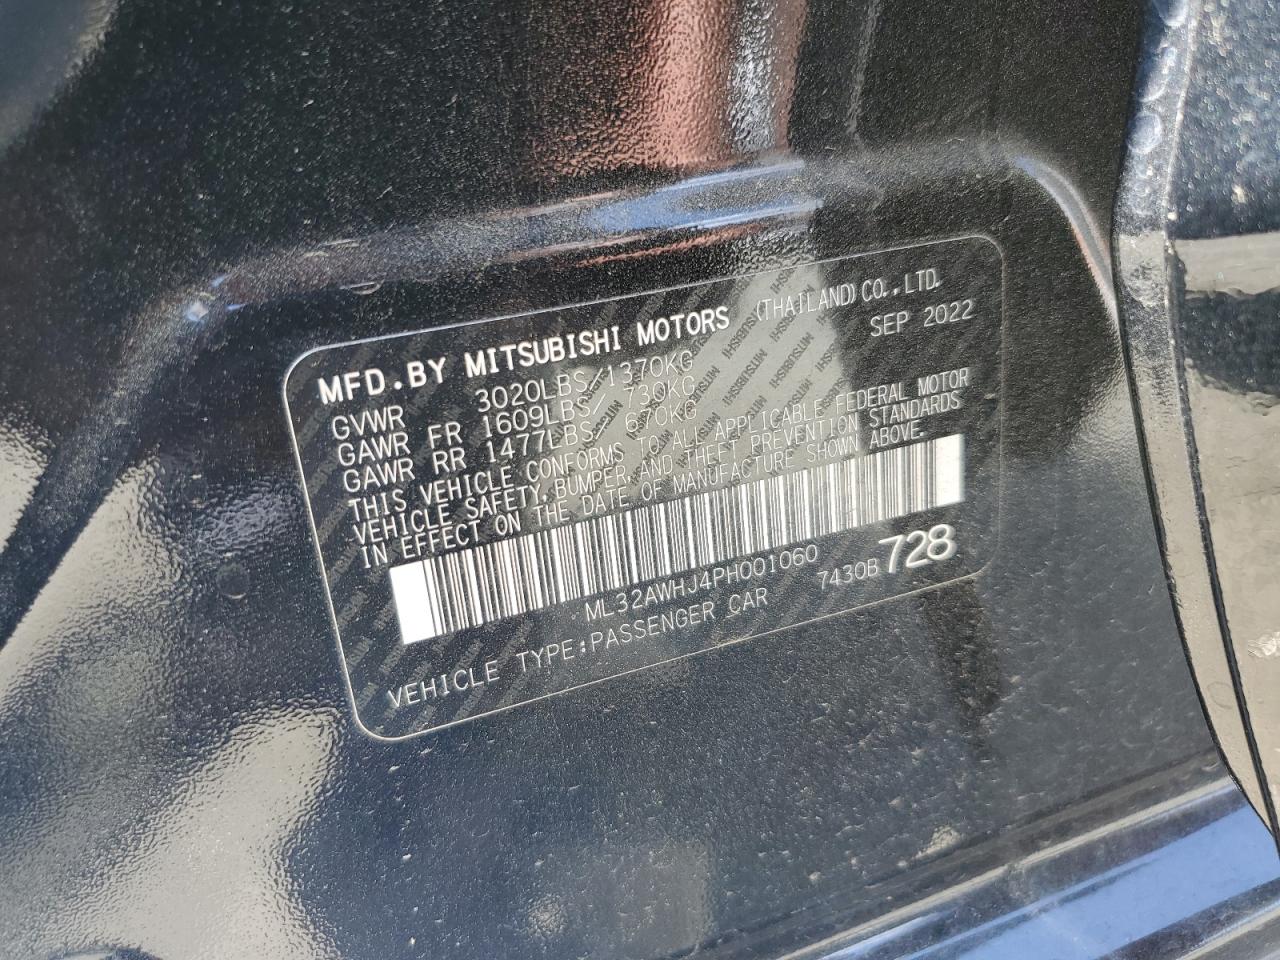 MFD.BY MITSUBISHI MOTORS (THAILAND) CO.,LTD.
SEP 2022
GVWR 3020LBS/1370KG
GAWR FR 1609LBS/ 730KG
GAWR RR 1477LBS/ 670KG
THIS VEHICLE CONFORMS TO ALL APPLICABLE FEDERAL MOTOR
VEHICLE SAFETY, BUMPER, AND THEFT PREVENTION STANDARDS
IN EFFECT ON THE DATE OF MANUFACTURE SHOWN ABOVE.
ML32AWHJ4PH001060
VEHICLE TYPE:PASSENGER CAR 7430B 728